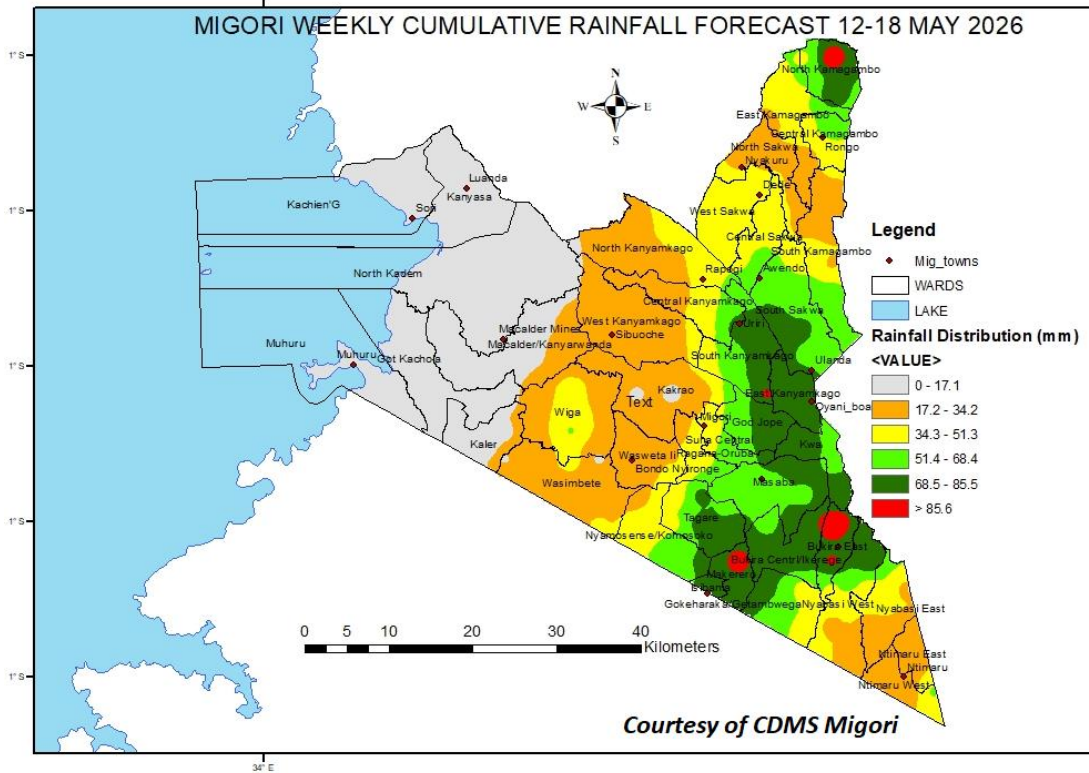 MIGORI WEEKLY CUMULATIVE RAINFALL FORECAST 12-18 MAY 2026
1° S
1° S
1° S
1° S
1° S
34° E
N
W
E
S
North Kamagambo
East Kamagambo
Central Kamagambo
Rongo
North Sakwa
Nyakuru
Dede
West Sakwa
Central Sakwa
South Kamagambo
Luanda
Kanyasa
Kachien'G
Sori
North Kadem
North Kanyamkago
Rapogi
Awendo
Central Kanyamkago
South Sakwa
Uriri
West Kanyamkago
Sibuoche
Macalder Mines
Macalder/Kanyarwanda
Muhuru
Muhuru
Got Kachola
South Kanyamkago
Ulanda
Kakrao
Text
East Kanyamkago
Oyani_boa
Wiga
Migori
God Jope
Suna Central
Kwa
Kaler
Ragana-Oruba
Wasweta Ii
Bondo Nyironge
Wasimbete
Masaba
Tagare
Nyamosense/Komosoko
Bukira East
Bukira Centrl/Ikerege
Makerero
Isibania
Gokeharaka/Getambwega
Nyabasi West
Nyabasi East
Ntimaru East
Ntimaru
Ntimaru West
Legend
Mig_towns
WARDS
LAKE
Rainfall Distribution (mm)
<VALUE>
0 - 17.1
17.2 - 34.2
34.3 - 51.3
51.4 - 68.4
68.5 - 85.5
> 85.6
0 5 10 20 30 40
Kilometers
Courtesy of CDMS Migori